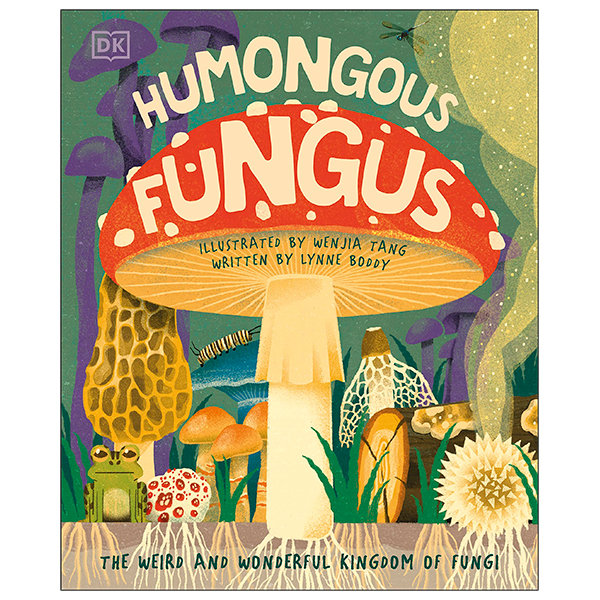 DK
HUMONGOUS
FUNGUS
ILLUSTRATED BY WENJIA TANG
WRITTEN BY LYNNE BODDY
THE WEIRD AND WONDERFUL KINGDOM OF FUNGI